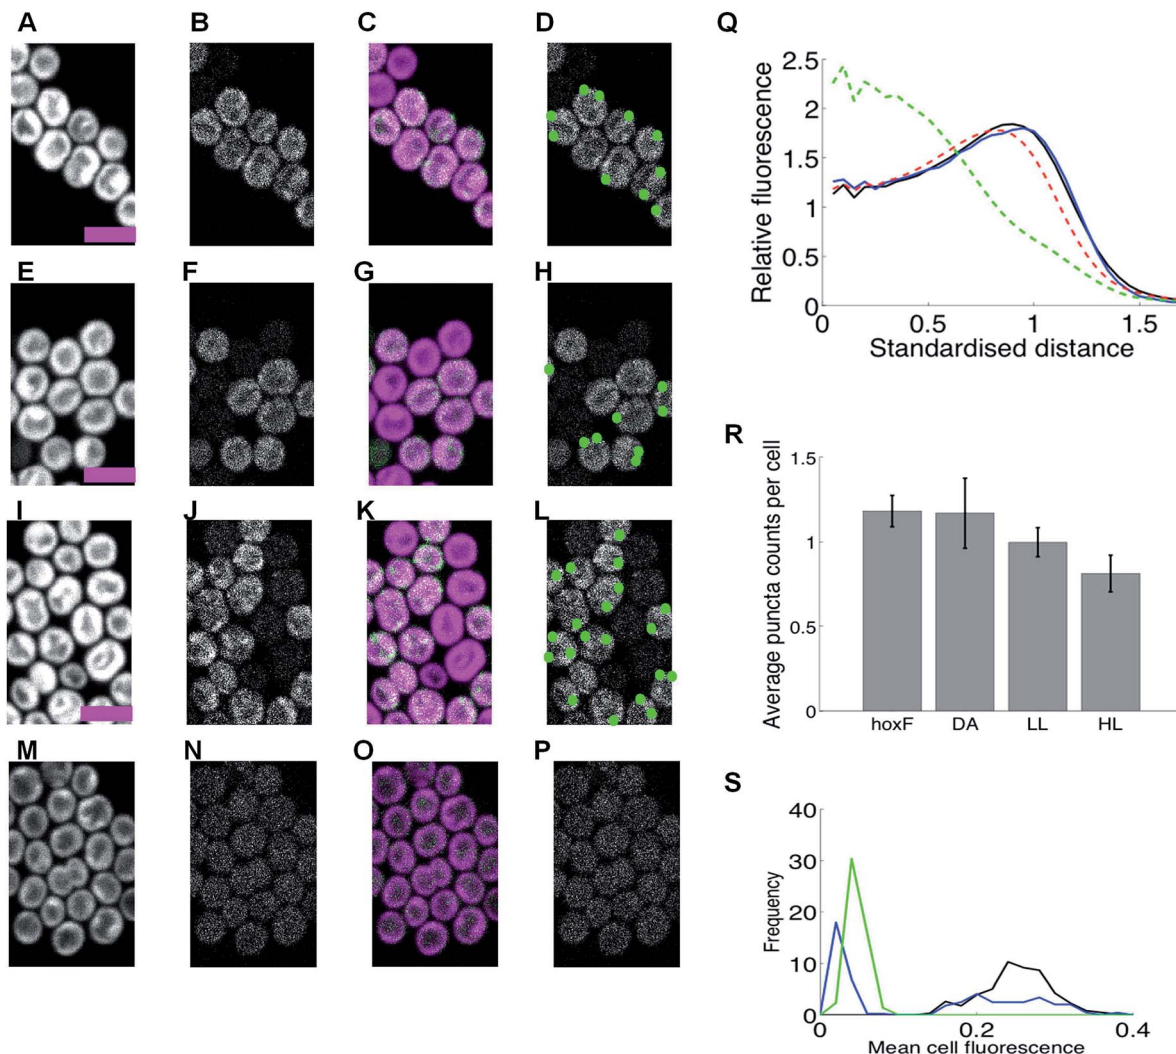 A
B
C
D
E
F
G
H
I
J
K
L
M
N
O
P
Q
2.5
2
1.5
1
0.5
0
Relative fluorescence
0 0.5 1 1.5
Standardised distance
R
1.5
1
0.5
0
Average puncta counts per cell
hoxF DA LL HL
S
40
30
20
10
0
Frequency
0 0.2 0.4
Mean cell fluorescence